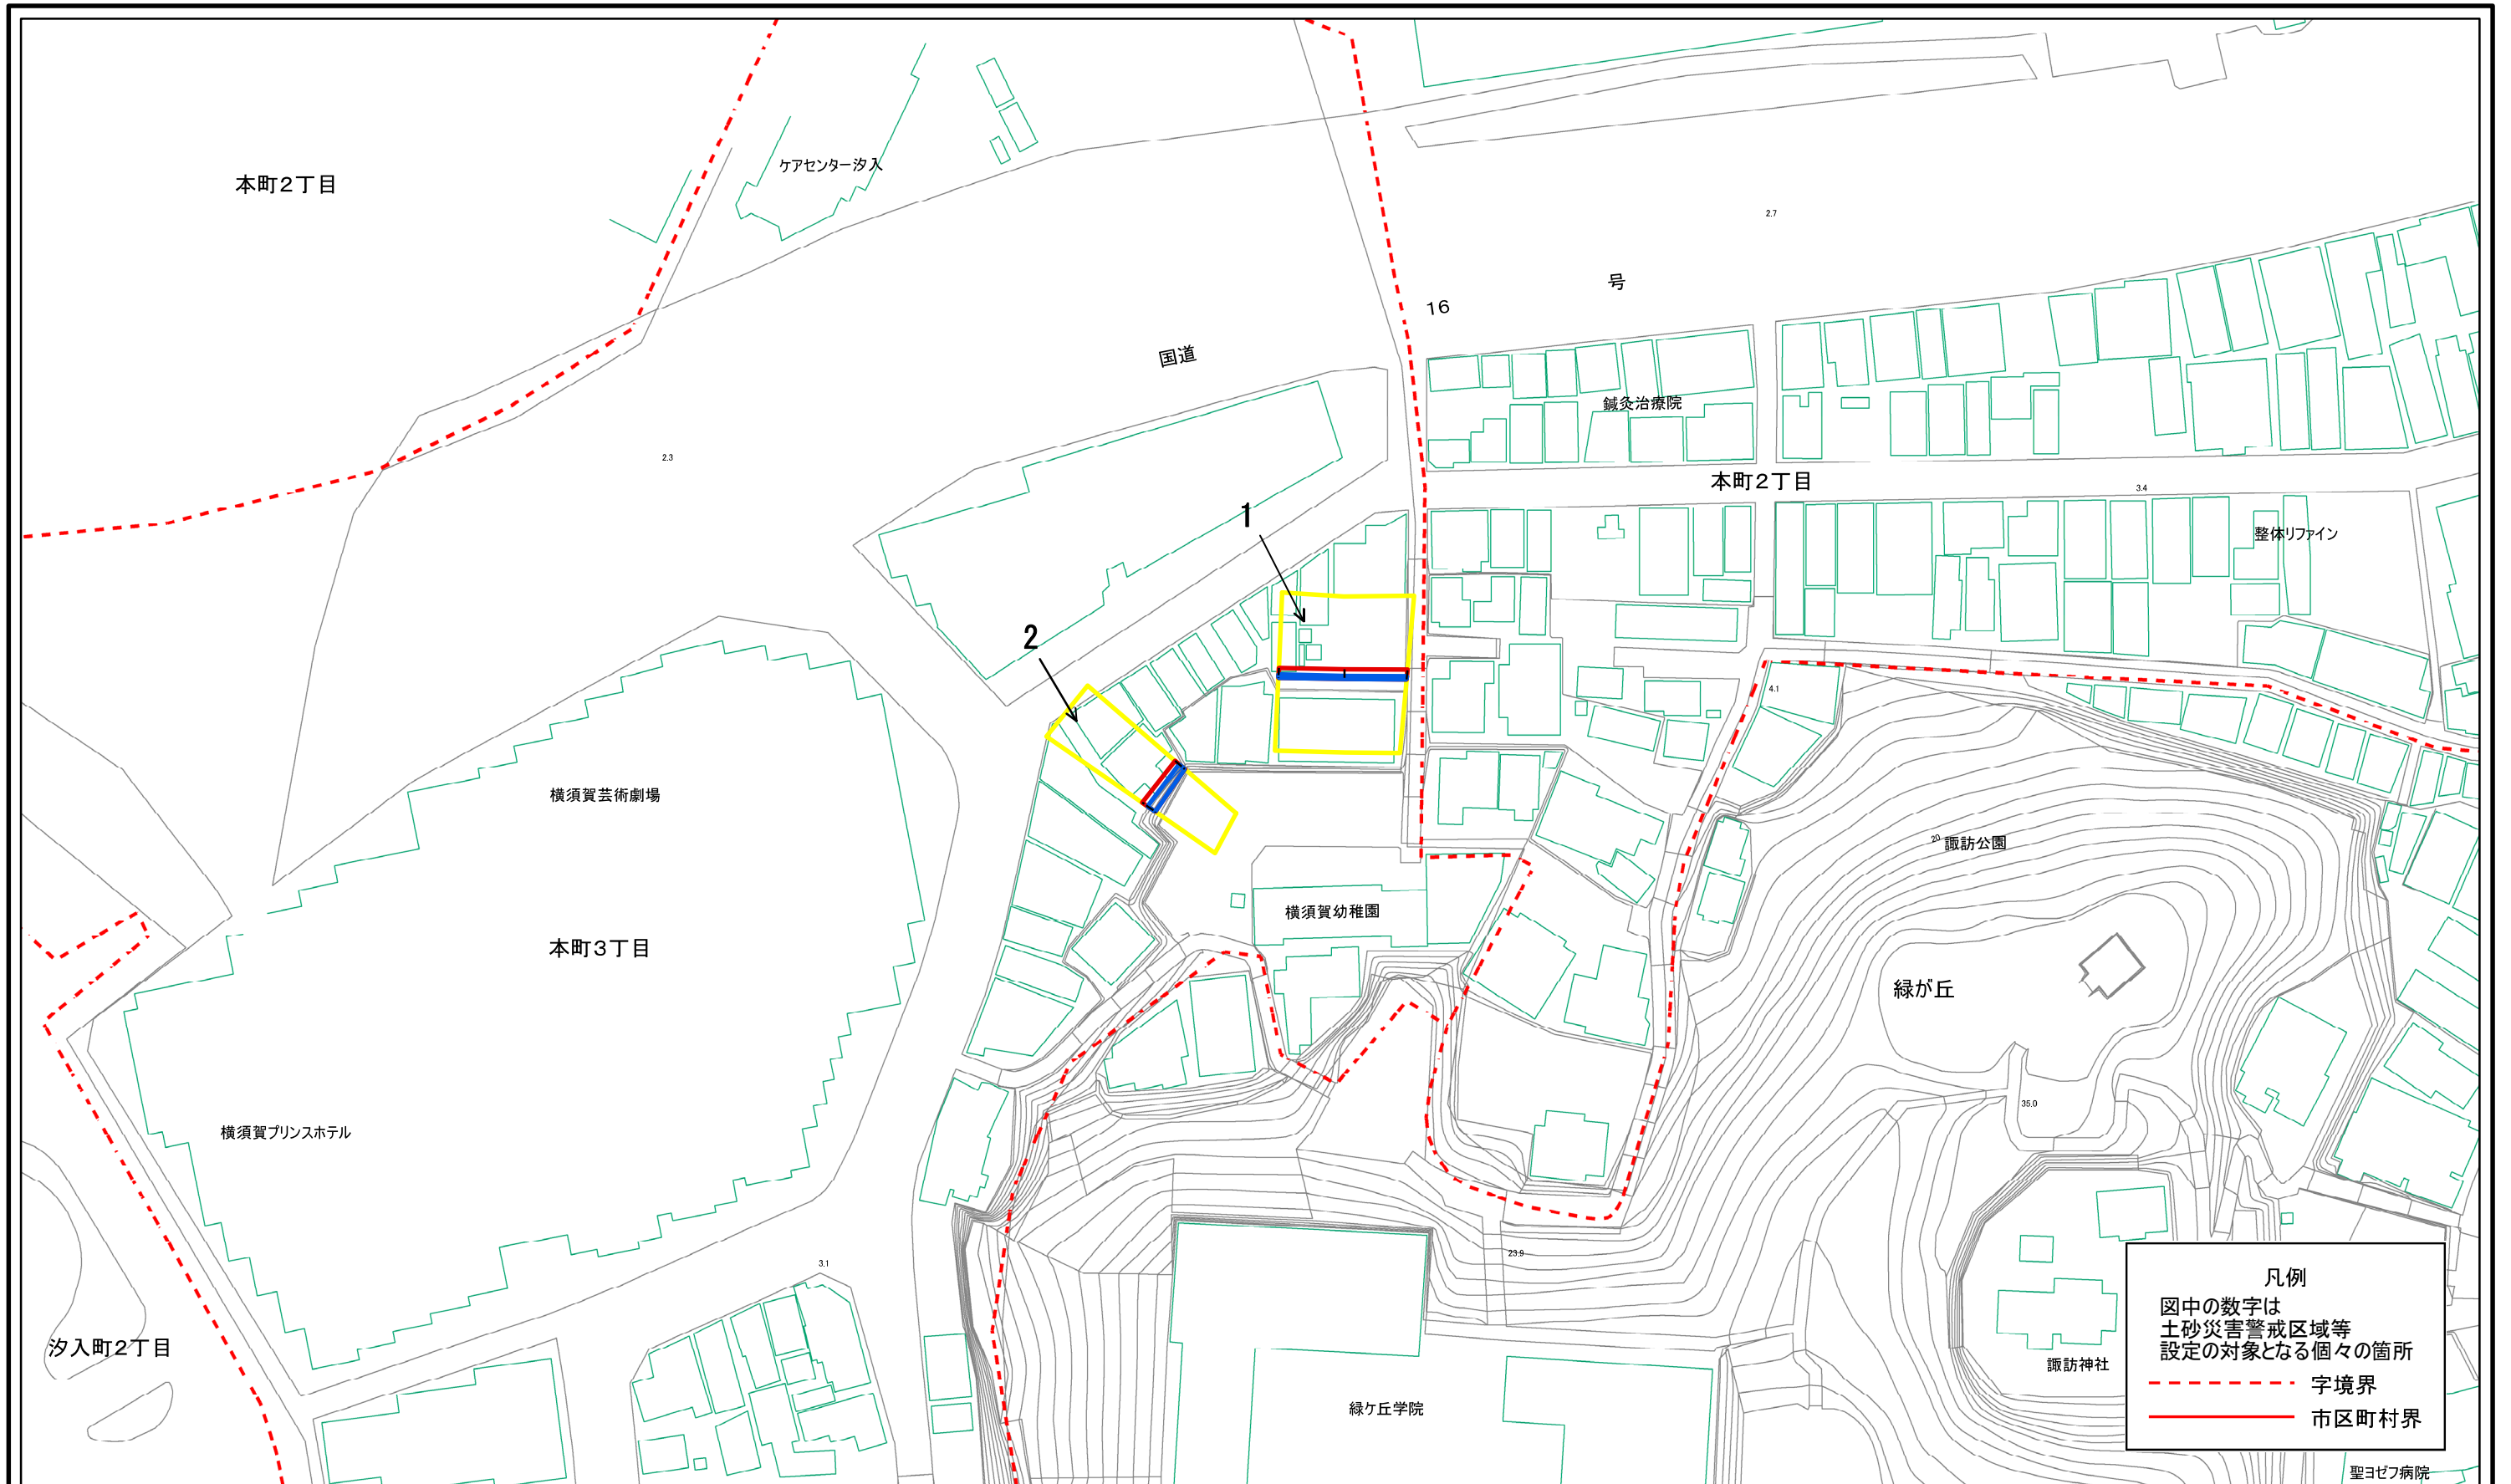 本町2丁目
ケアセンター汐入
2.7
号
16
国道
鍼灸治療院
2.3
本町2丁目
3.4
1
整体リファイン
2
4.1
横須賀芸術劇場
20
諏訪公園
横須賀幼稚園
本町3丁目
緑が丘
35.0
横須賀プリンスホテル
23.9
3.1
汐入町2丁目
諏訪神社
緑ケ丘学院
凡例
図中の数字は
土砂災害警戒区域等
設定の対象となる個々の箇所
字境界
市区町村界
聖ヨゼフ病院